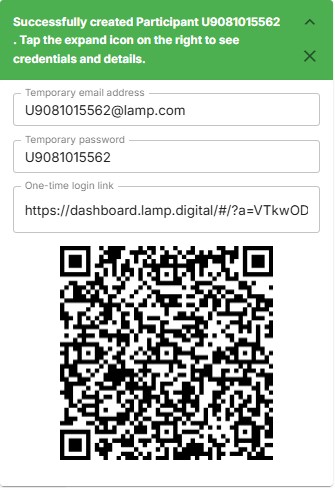 Successfully created Participant U9081015562
. Tap the expand icon on the right to see
credentials and details.
Temporary email address
U9081015562@lamp.com
Temporary password
U9081015562
One-time login link
https://dashboard.lamp.digital/#/?a=VTkwOD